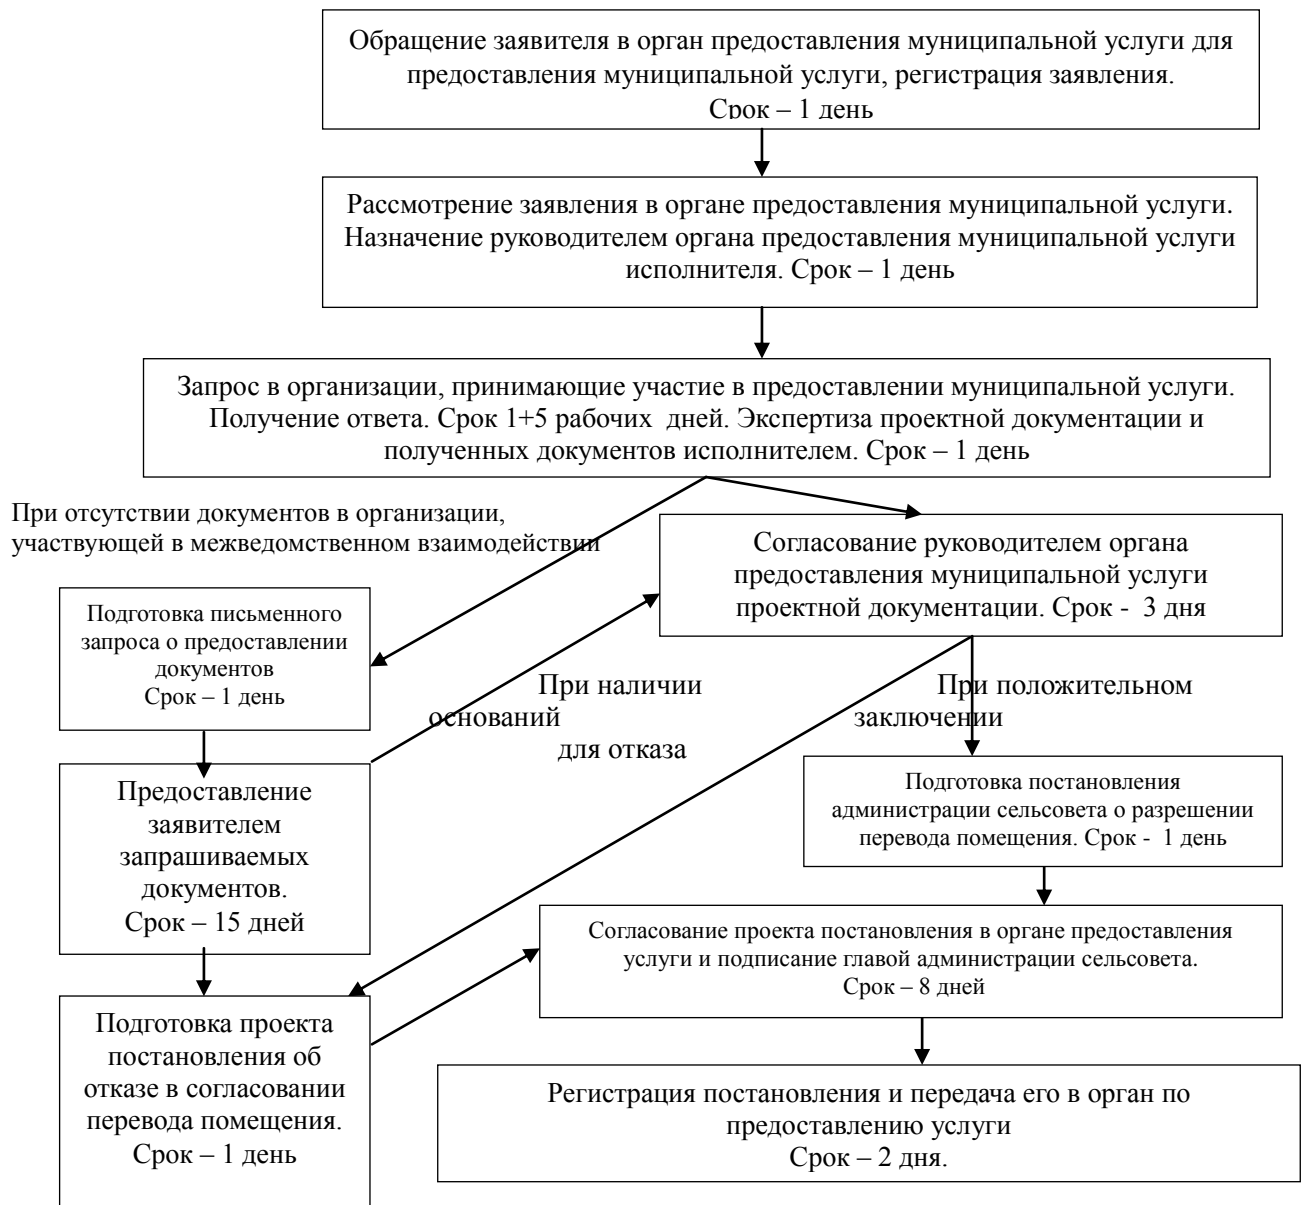 Обращение заявителя в орган предоставления муниципальной услуги для
предоставления муниципальной услуги, регистрация заявления.
Срок – 1 день
Рассмотрение заявления в органе предоставления муниципальной услуги.
Назначение руководителем органа предоставления муниципальной услуги
исполнителя. Срок – 1 день
Запрос в организации, принимающие участие в предоставлении муниципальной услуги.
Получение ответа. Срок 1+5 рабочих  дней. Экспертиза проектной документации и
полученных документов исполнителем. Срок – 1 день
При отсутствии документов в организации,
участвующей в межведомственном взаимодействии
Согласование руководителем органа
предоставления муниципальной услуги
проектной документации. Срок -  3 дня
Подготовка письменного
запроса о предоставлении
документов
Срок – 1 день
При наличии
оснований
для отказа
При положительном
заключении
Предоставление
заявителем
запрашиваемых
документов.
Срок – 15 дней
Подготовка постановления
администрации сельсовета о разрешении
перевода помещения. Срок -  1 день
Согласование проекта постановления в органе предоставления
услуги и подписание главой администрации сельсовета.
Срок – 8 дней
Подготовка проекта
постановления об
отказе в согласовании
перевода помещения.
Срок – 1 день
Регистрация постановления и передача его в орган по
предоставлению услуги
Срок – 2 дня.